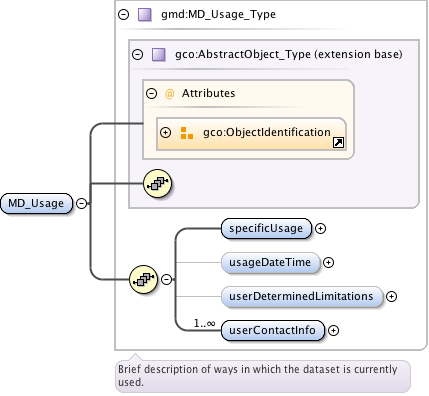 gmd:MD_Usage_Type
gco:AbstractObject_Type (extension base)
@ Attributes
gco:ObjectIdentification
MD_Usage
specificUsage
usageDateTime
userDeterminedLimitations
1..∞
userContactInfo
Brief description of ways in which the dataset is currently
used.